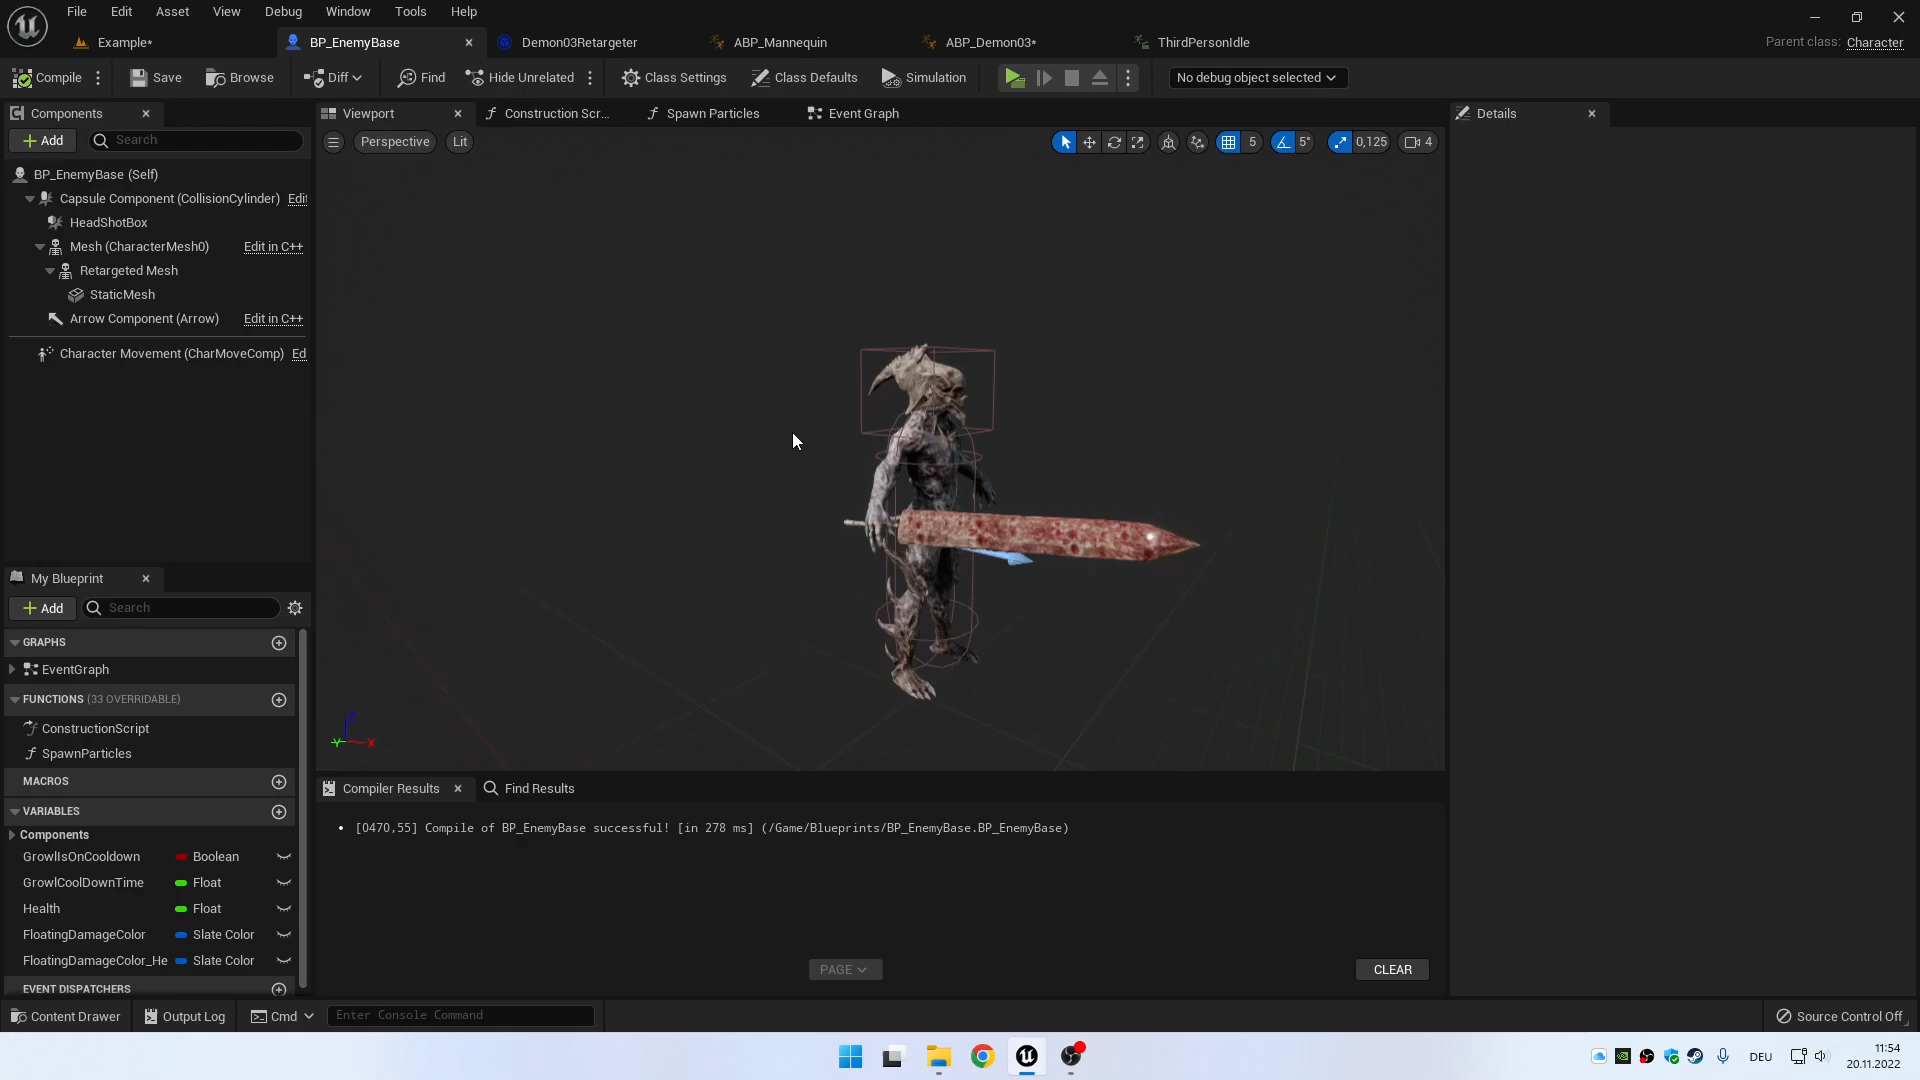 File Edit Asset View Debug Window Tools Help
Example* BP_EnemyBase Demon03Retargeter ABP_Mannequin ABP_Demon03* ThirdPersonIdle Parent class: Character
Compile Save Browse Diff Find Hide Unrelated Class Settings Class Defaults Simulation No debug object selected
Components Viewport Construction Scr... Spawn Particles Event Graph Details
Add Search Perspective Lit 5 5° 0,125 4
BP_EnemyBase (Self)
Capsule Component (CollisionCylinder) Edit
HeadShotBox
Mesh (CharacterMesh0) Edit in C++
Retargeted Mesh
StaticMesh
Arrow Component (Arrow) Edit in C++
Character Movement (CharMoveComp) Ed
My Blueprint
Add Search
GRAPHS
EventGraph
FUNCTIONS (33 OVERRIDABLE)
ConstructionScript
SpawnParticles
MACROS
VARIABLES
Components
GrowlIsOnCooldown Boolean
GrowlCoolDownTime Float
Health Float
FloatingDamageColor Slate Color
FloatingDamageColor_He Slate Color
EVENT DISPATCHERS
Y X
Compiler Results Find Results
[0470,55] Compile of BP_EnemyBase successful! [in 278 ms] (/Game/Blueprints/BP_EnemyBase.BP_EnemyBase)
PAGE CLEAR
Content Drawer Output Log Cmd Enter Console Command Source Control Off
DEU 11:54
20.11.2022